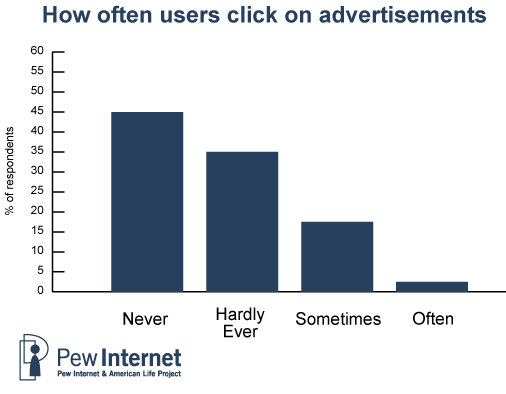 How often users click on advertisements
% of respondents
60
55
50
45
40
35
30
25
20
15
10
5
0
Never
Hardly
Ever
Sometimes
Often
Pew Internet
Pew Internet & American Life Project